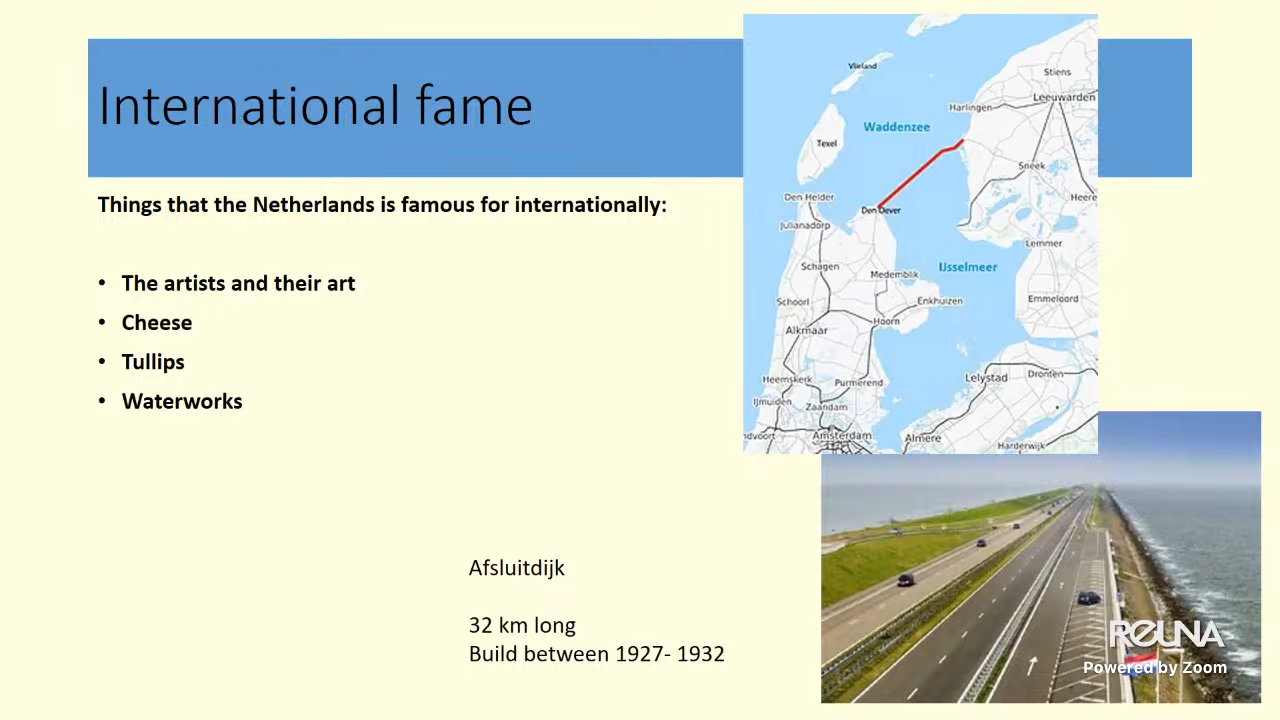 International fame
Things that the Netherlands is famous for internationally:
• The artists and their art
• Cheese
• Tullips
• Waterworks
Afsluitdijk
32 km long
Build between 1927- 1932
Vlieland
Stiens
Leeuwarden
Harlingen
Waddenzee
Texel
Sneek
Den Helder
Heere
Den Oever
Julianadorp
Lemmer
Schagen
IJsselmeer
Medemblik
Schoorl
Enkhuizen
Emmeloord
Hoorn
Alkmaar
Heemskerk
Purmerend
Lelystad
Dronten
IJmuiden
Zaandam
ndvoort
Amsterdam
Almere
Harderwijk
REUNA
Powered by Zoom